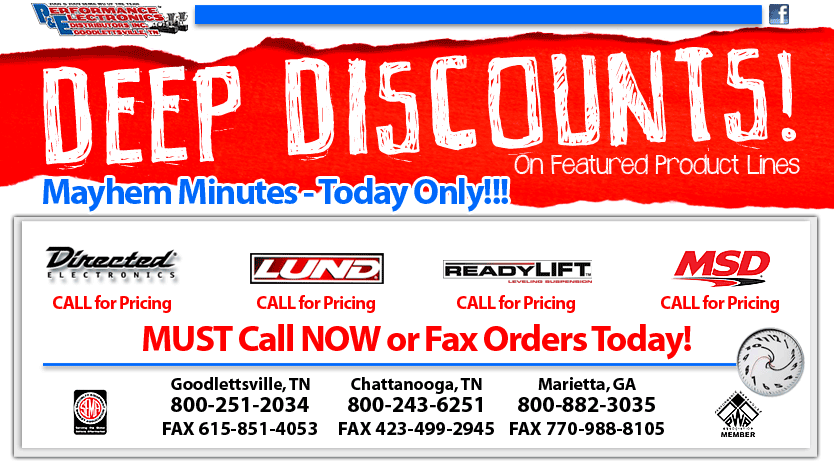 PERFORMANCE
ELECTRONICS
DISTRIBUTORS INC.
GOODLETTSVILLE, TN
f
DEEP DISCOUNTS!
On Featured Product Lines
Mayhem Minutes - Today Only!!!
Directed ELECTRONICS
LUND
READYLIFT™ LEVELING SUSPENSION
MSD
CALL for Pricing CALL for Pricing CALL for Pricing CALL for Pricing
MUST Call NOW or Fax Orders Today!
Goodlettsville, TN Chattanooga, TN Marietta, GA
800-251-2034 800-243-6251 800-882-3035
FAX 615-851-4053 FAX 423-499-2945 FAX 770-988-8105
SEMA
PWA
MEMBER